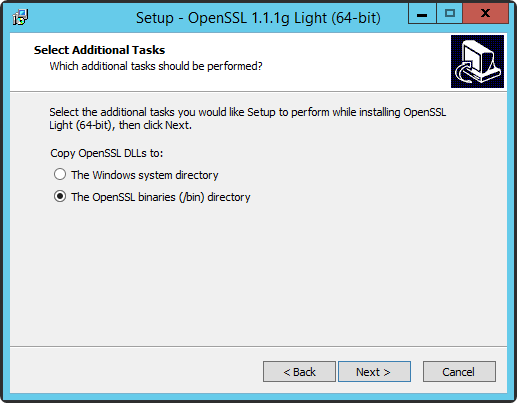 Setup - OpenSSL 1.1.1g Light (64-bit)
Select Additional Tasks
Which additional tasks should be performed?
Select the additional tasks you would like Setup to perform while installing OpenSSL
Light (64-bit), then click Next.
Copy OpenSSL DLLs to:
The Windows system directory
The OpenSSL binaries (/bin) directory
< Back
Next >
Cancel